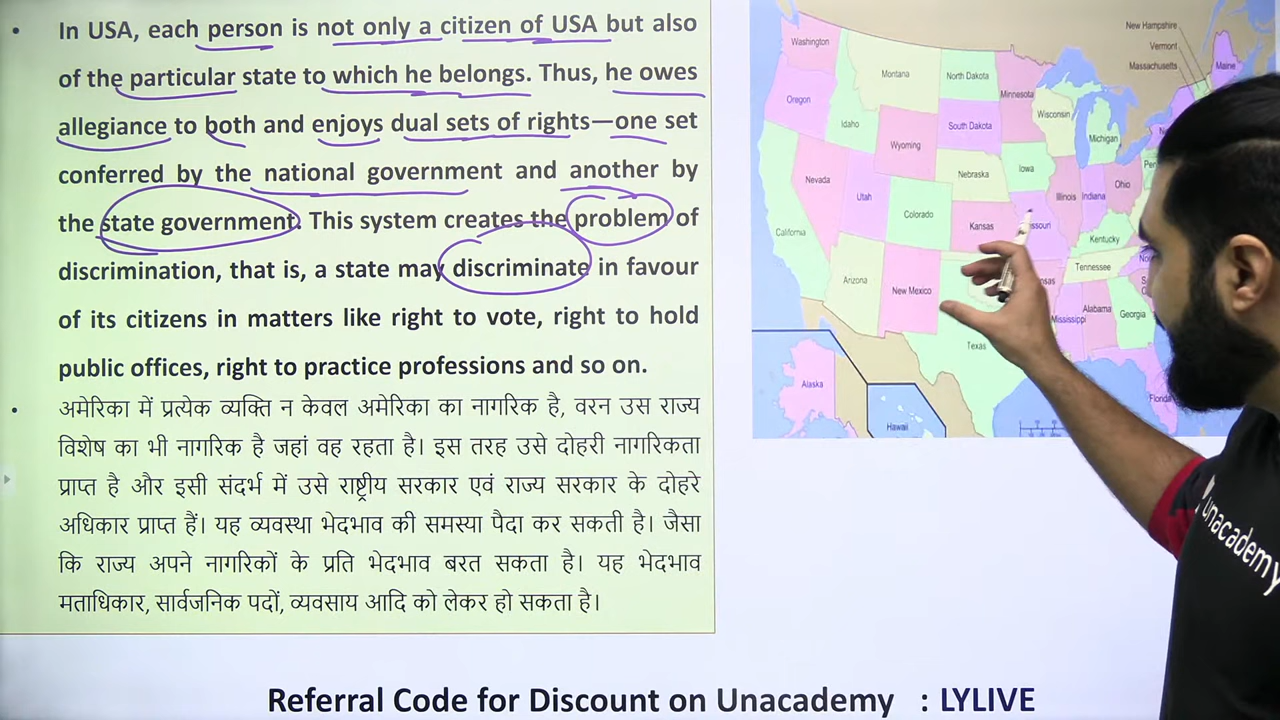 In USA, each person is not only a citizen of USA but also
of the particular state to which he belongs. Thus, he owes
allegiance to both and enjoys dual sets of rights—one set
conferred by the national government and another by
the state government. This system creates the problem of
discrimination, that is, a state may discriminate in favour
of its citizens in matters like right to vote, right to hold
public offices, right to practice professions and so on.
अमेरिका में प्रत्येक व्यक्ति न केवल अमेरिका का नागरिक है, वरन उस राज्य
विशेष का भी नागरिक है जहां वह रहता है। इस तरह उसे दोहरी नागरिकता
प्राप्त है और इसी संदर्भ में उसे राष्ट्रीय सरकार एवं राज्य सरकार के दोहरे
अधिकार प्राप्त हैं। यह व्यवस्था भेदभाव की समस्या पैदा कर सकती है। जैसा
कि राज्य अपने नागरिकों के प्रति भेदभाव बरत सकता है। यह भेदभाव
मताधिकार, सार्वजनिक पदों, व्यवसाय आदि को लेकर हो सकता है।
New Hampshire
Vermont
Massachusetts
Maine
Washington
Montana
North Dakota
Minnesota
Oregon
Idaho
Wisconsin
South Dakota
Michigan
Wyoming
Iowa
Nebraska
Nevada
Utah
Illinois
Indiana
Ohio
Colorado
Kansas
ssouri
California
Kentucky
Tennessee
Arizona
New Mexico
nsas
Mississippi
Alabama
Georgia
Texas
Alaska
Florida
Hawaii
unacademy
Referral Code for Discount on Unacademy : LYLIVE